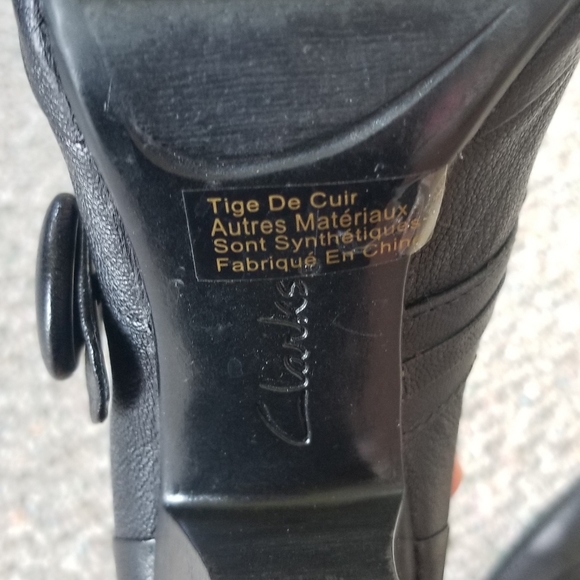 Tige De Cuir
Autres Matériaux
Sont Synthétiques
Fabriqué En Chine
Clarks